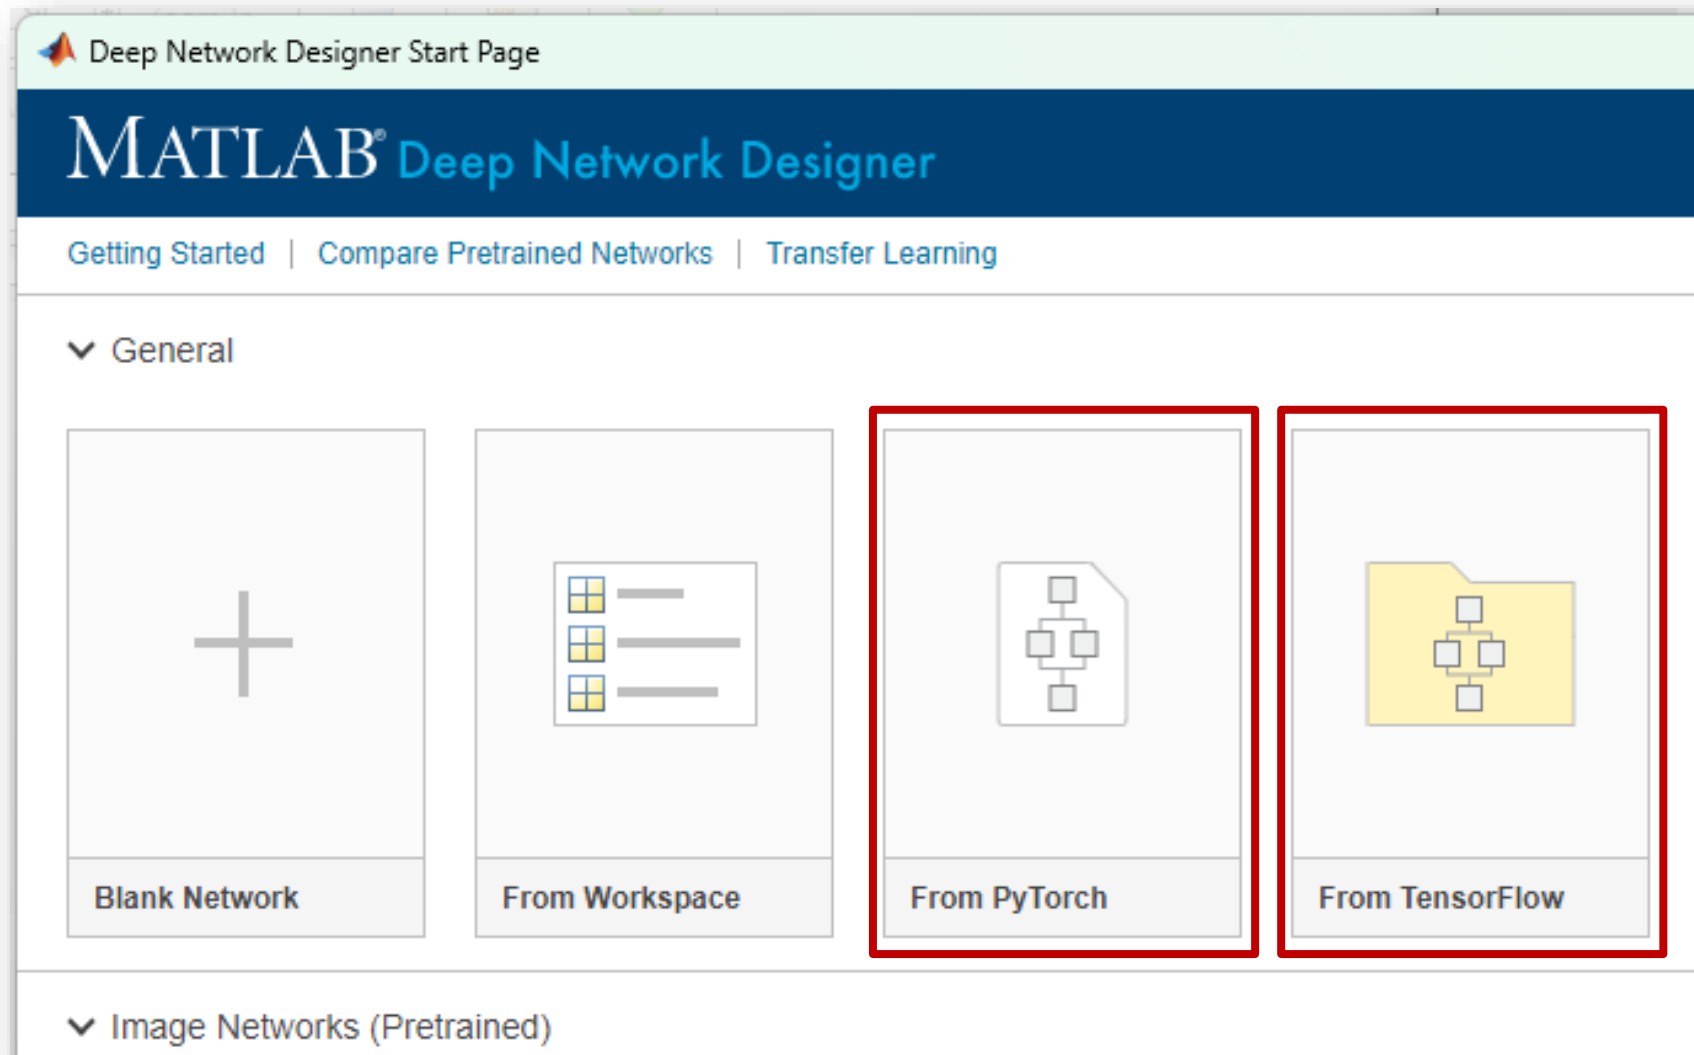 Deep Network Designer Start Page
MATLAB® Deep Network Designer
Getting Started | Compare Pretrained Networks | Transfer Learning
General
Blank Network
From Workspace
From PyTorch
From TensorFlow
Image Networks (Pretrained)